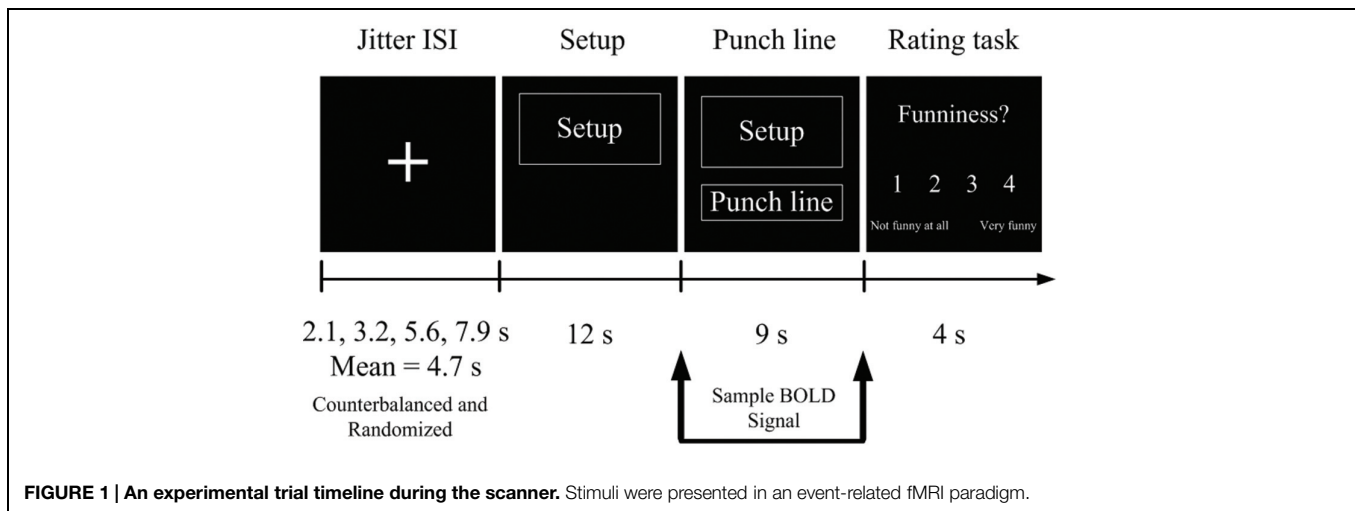 Jitter ISI Setup Punch line Rating task
+
Setup
Setup
Punch line
Funniness?
1 2 3 4
Not funny at all Very funny
2.1, 3.2, 5.6, 7.9 s 12 s 9 s 4 s
Mean = 4.7 s
Counterbalanced and
Randomized
Sample BOLD
Signal
FIGURE 1 | An experimental trial timeline during the scanner. Stimuli were presented in an event-related fMRI paradigm.